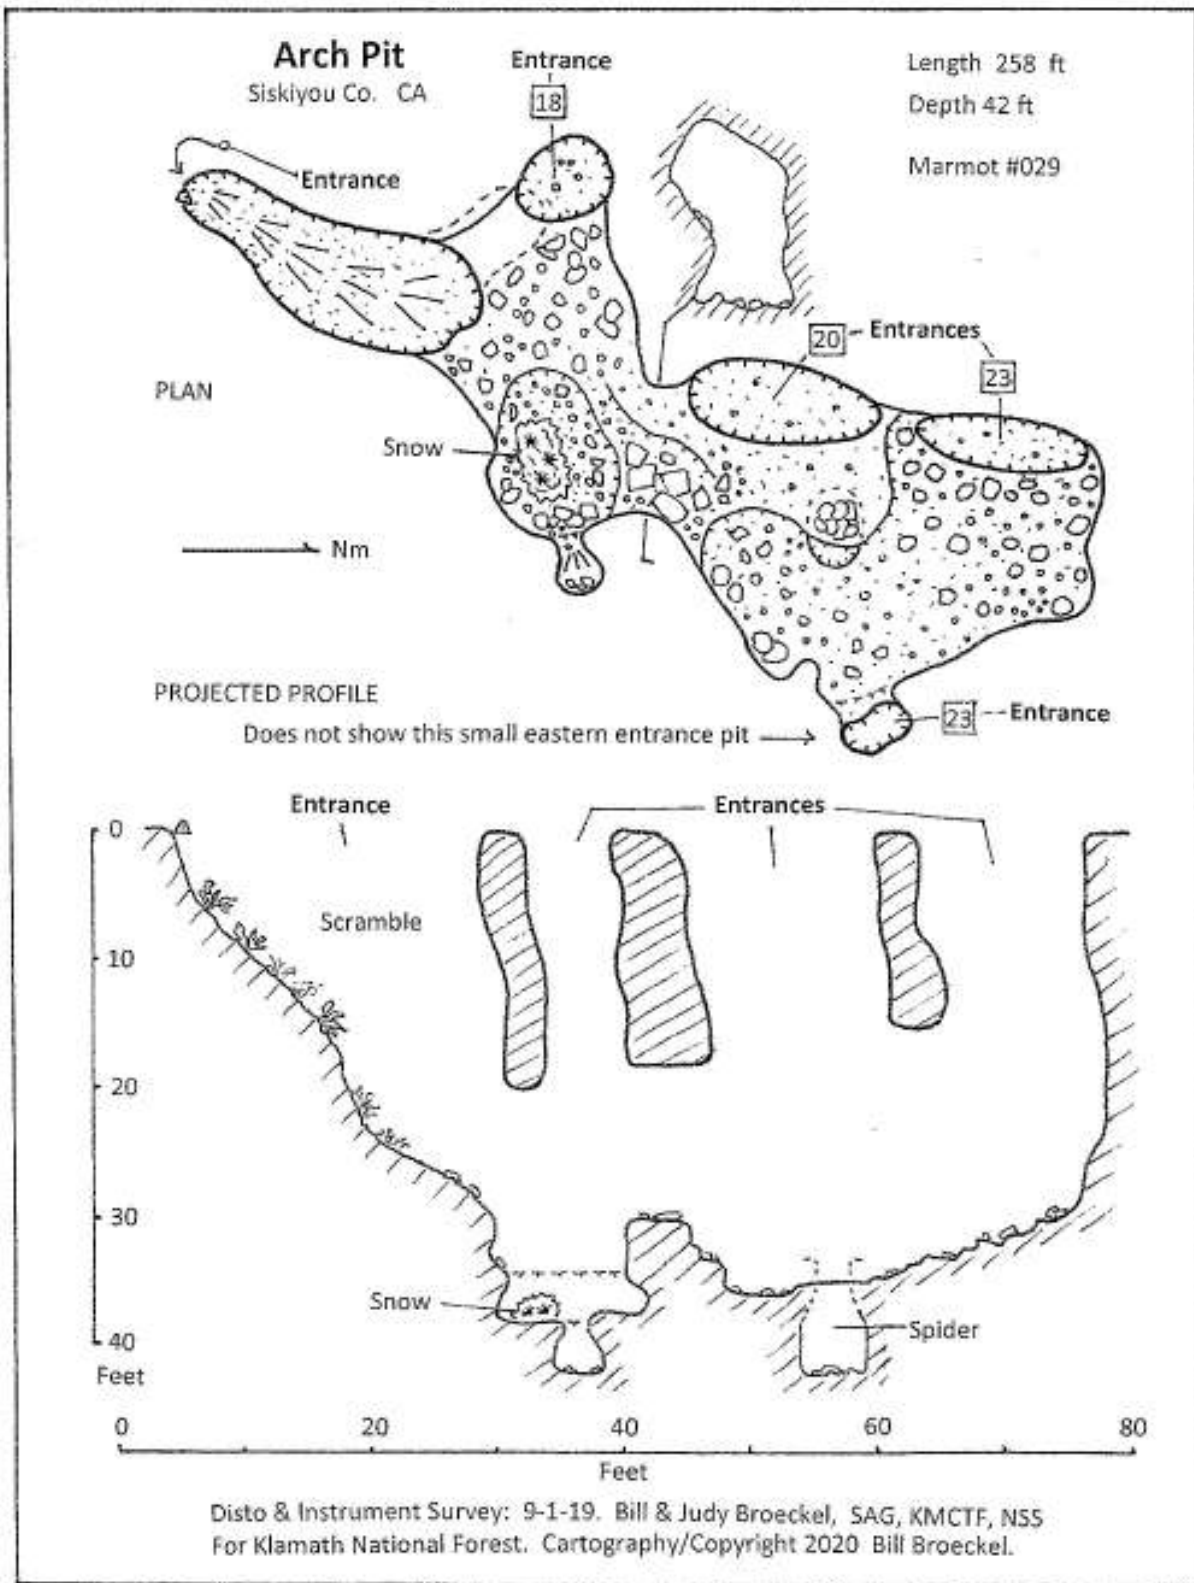 Arch Pit
Siskiyou Co. CA
Entrance
18
Length 258 ft
Depth 42 ft
Marmot #029
Entrance
20
Entrances
23
PLAN
Snow
Nm
PROJECTED PROFILE
Does not show this small eastern entrance pit
23
Entrance
Entrance
Entrances
0
Scramble
10
20
30
Snow
Spider
40
Feet
0 20 40 60 80
Feet
Disto & Instrument Survey: 9-1-19. Bill & Judy Broeckel, SAG, KMCTF, NSS
For Klamath National Forest. Cartography/Copyright 2020 Bill Broeckel.